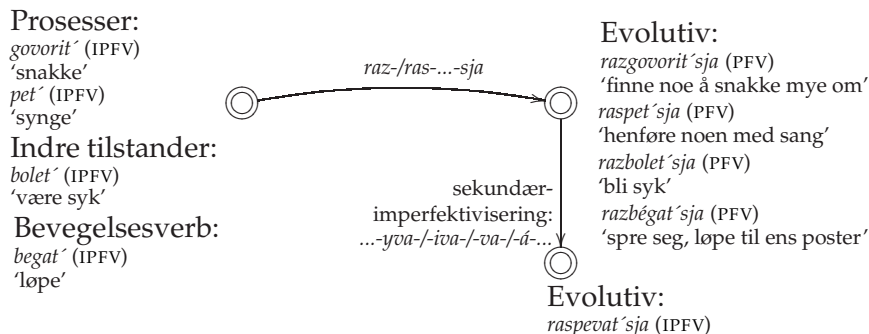 Prosesser:
govorit´ (IPFV)
‘snakke’
pet´ (IPFV)
‘synge’
Indre tilstander:
bolet´ (IPFV)
‘være syk’
Bevegelsesverb:
begat´ (IPFV)
‘løpe’
raz-/ras-...-sja
sekundær-
imperfektivisering:
...-yva-/-iva-/-va-/-á-...
Evolutiv:
razgovorit´sja (PFV)
‘finne noe å snakke mye om’
raspet´sja (PFV)
‘henføre noen med sang’
razbolet´sja (PFV)
‘bli syk’
razbégat´sja (PFV)
‘spre seg, løpe til ens poster’
Evolutiv:
raspevat´sja (IPFV)